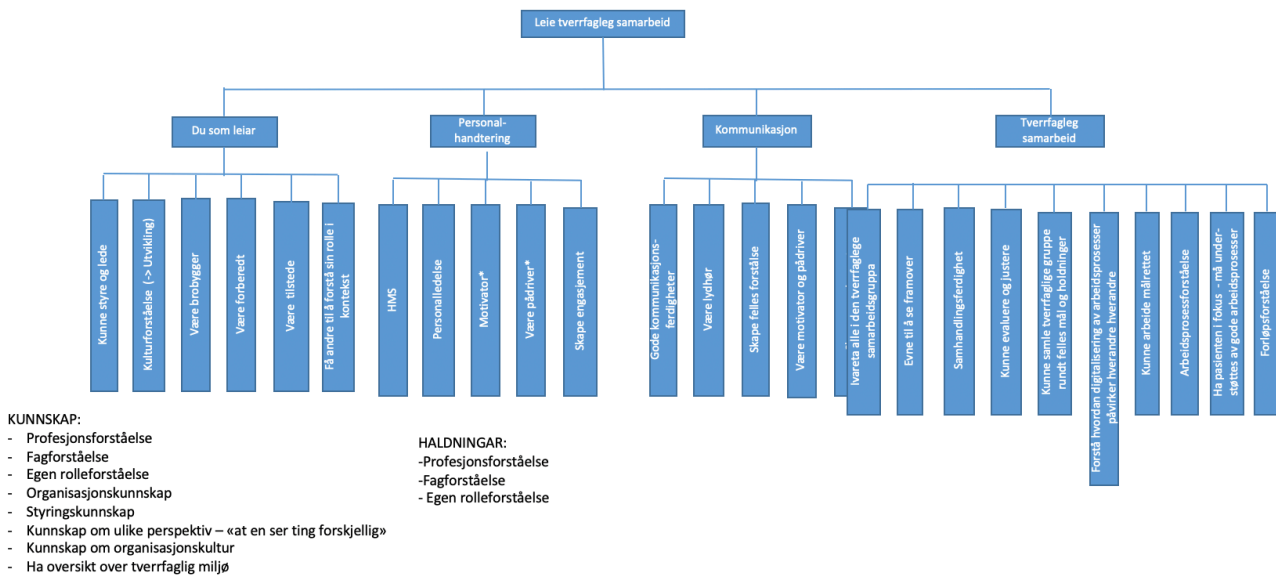 Leie tverrfagleg samarbeid
Du som leiar
Personal-
handtering
Kommunikasjon
Tverrfagleg
samarbeid
Kunne styre og lede
Kulturforståelse (-> Utvikling)
Være brobygger
Være forberedt
Være tilstede
Få andre til å forstå sin rolle i
kontekst
HMS
Personalledelse
Motivator*
Være pådriver*
Skape engasjement
Gode kommunikasjons-
ferdigheter
Være lydhør
Skape felles forståelse
Være motivator og pådriver
Ivareta alle i den tverrfaglege
samarbeidsgruppa
Evne til å se framover
Samhandlingsferdighet
Kunne evaluere og justere
Kunne samle tverrfaglige gruppe
rundt felles mål og holdninger
Forstå hvordan digitalisering av arbeidsprosesser
påvirker hverandre hverandre
Kunne arbeide målrettet
Arbeidsprosessforståelse
Ha pasienten i fokus - må under-
støttes av gode arbeidsprosesser
Forløpsforståelse
KUNNSKAP:
- Profesjonsforståelse
- Fagforståelse
- Egen rolleforståelse
- Organisasjonskunnskap
- Styringskunnskap
- Kunnskap om ulike perspektiv – «at en ser ting forskjellig»
- Kunnskap om organisasjonskultur
- Ha oversikt over tverrfaglig miljø
HALDNINGAR:
-Profesjonsforståelse
-Fagforståelse
- Egen rolleforståelse